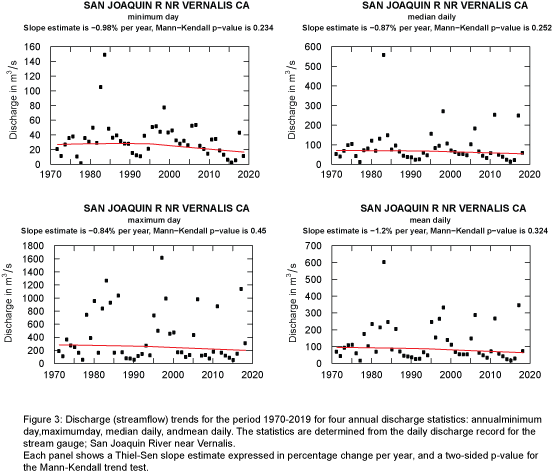 SAN JOAQUIN R NR VERNALIS CA
minimum day
Slope estimate is −0.98% per year, Mann−Kendall p−value is 0.234
Discharge in m³/s
160
140
120
100
80
60
40
20
0
1970 1980 1990 2000 2010 2020
SAN JOAQUIN R NR VERNALIS CA
median daily
Slope estimate is −0.87% per year, Mann−Kendall p−value is 0.252
Discharge in m³/s
600
500
400
300
200
100
0
1970 1980 1990 2000 2010 2020
SAN JOAQUIN R NR VERNALIS CA
maximum day
Slope estimate is −0.84% per year, Mann−Kendall p−value is 0.45
Discharge in m³/s
1800
1600
1400
1200
1000
800
600
400
200
0
1970 1980 1990 2000 2010 2020
SAN JOAQUIN R NR VERNALIS CA
mean daily
Slope estimate is −1.2% per year, Mann−Kendall p−value is 0.324
Discharge in m³/s
700
600
500
400
300
200
100
0
1970 1980 1990 2000 2010 2020
Figure 3: Discharge (streamflow) trends for the period 1970-2019 for four annual discharge statistics: annualminimum
day,maximumday, median daily, andmean daily. The statistics are determined from the daily discharge record for the
stream gauge; San Joaquin River near Vernalis.
Each panel shows a Thiel-Sen slope estimate expressed in percentage change per year, and a two-sided p-value for
the Mann-Kendall trend test.